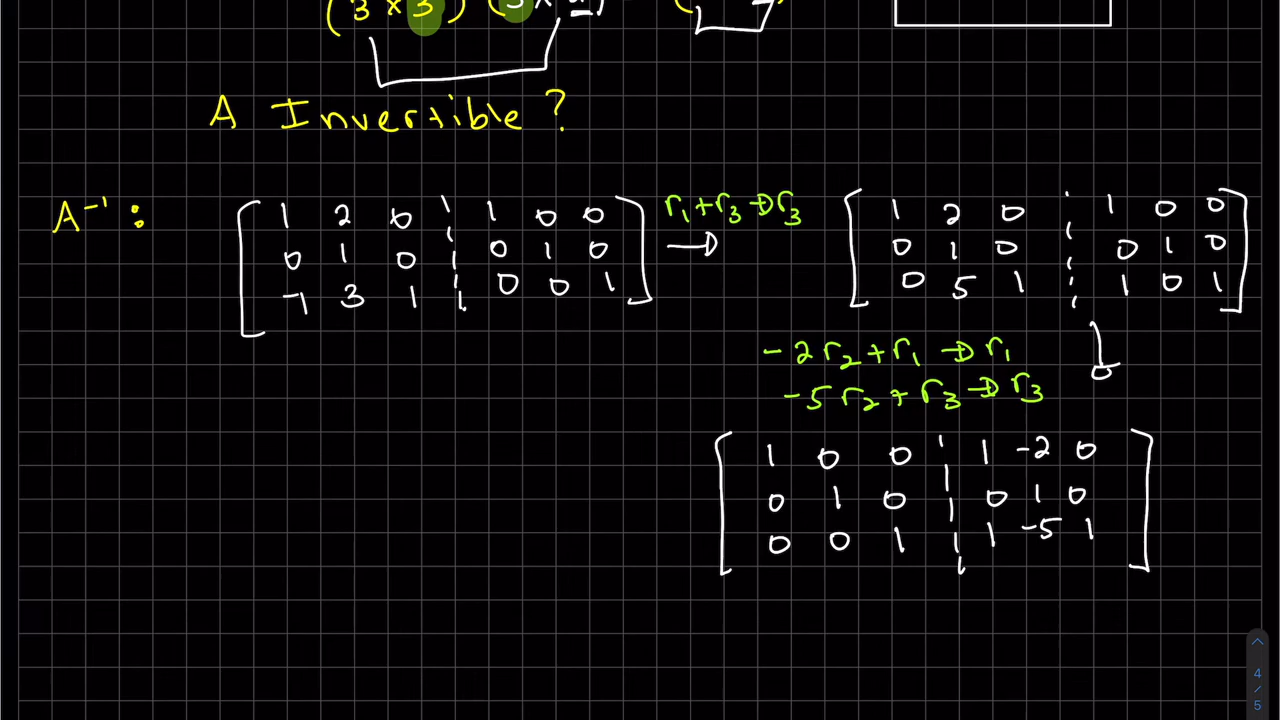 (3 × 3) (3 ×
A Invertible?
A⁻¹ : [ 1 2 0 ¦ 1 0 0 r₁+r₃→r₃ [ 1 2 0 ¦ 1 0 0 ]
0 1 0 ¦ 0 1 0 → 0 1 0 ¦ 0 1 0
-1 3 1 ¦ 0 0 1 ] 0 5 1 ¦ 1 0 1
-2r₂+r₁→r₁
-5r₂+r₃→r₃
[ 1 0 0 ¦ 1 -2 0 ]
0 1 0 ¦ 0 1 0
0 0 1 ¦ 1 -5 1
4
/
5